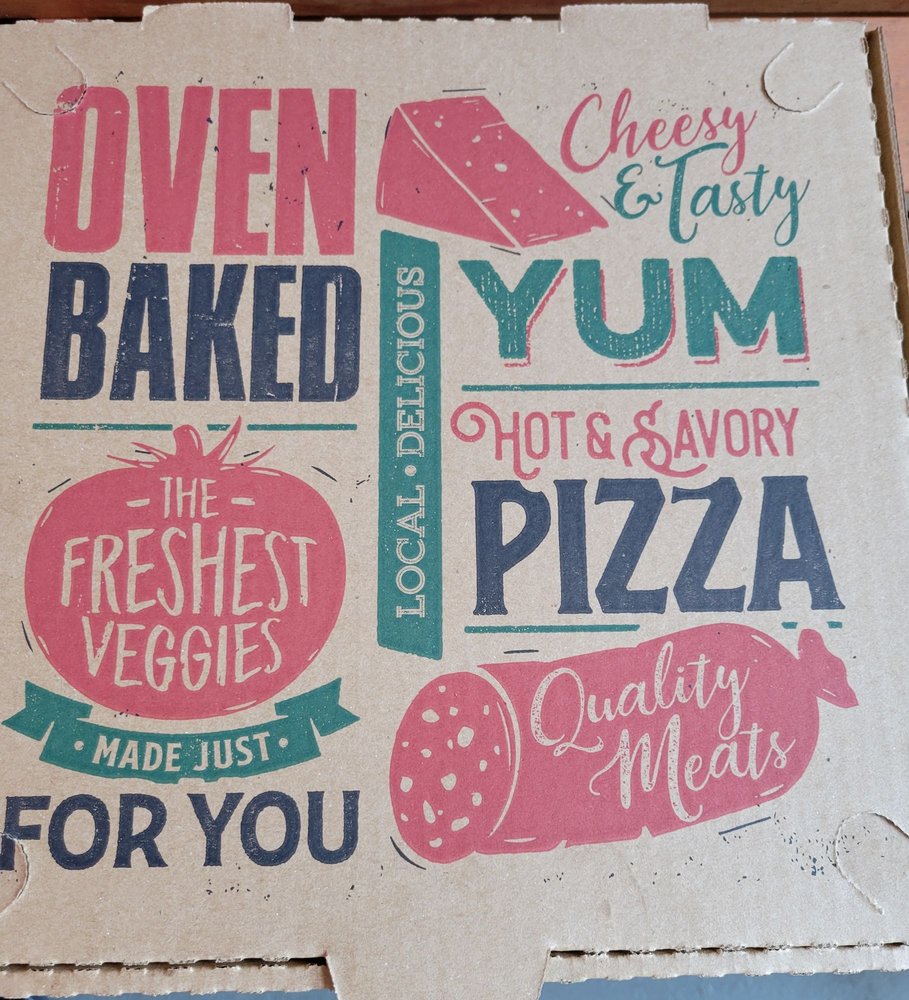 OVEN
BAKED
THE
FRESHEST
VEGGIES
MADE JUST
FOR YOU
LOCAL • DELICIOUS
Cheesy
& Tasty
YUM
HOT & SAVORY
PIZZA
Quality
Meats